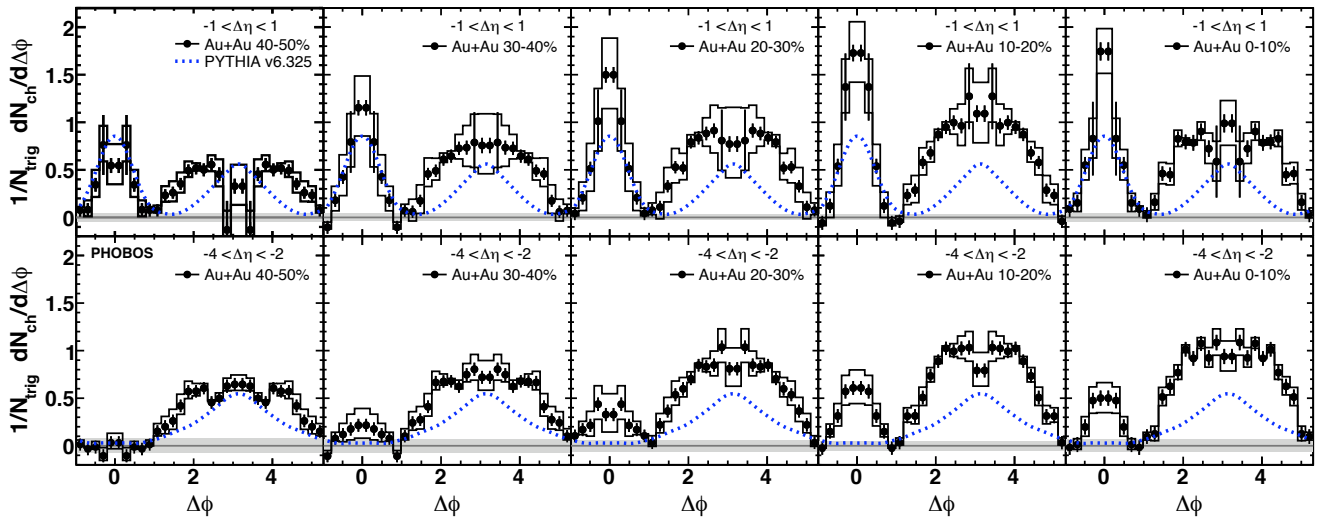 -1 < Δη < 1
Au+Au 40-50%
PYTHIA v6.325
-1 < Δη < 1
Au+Au 30-40%
-1 < Δη < 1
Au+Au 20-30%
-1 < Δη < 1
Au+Au 10-20%
-1 < Δη < 1
Au+Au 0-10%
1/N_trig dN_ch/dΔϕ
2
1.5
1
0.5
0
PHOBOS
-4 < Δη < -2
Au+Au 40-50%
-4 < Δη < -2
Au+Au 30-40%
-4 < Δη < -2
Au+Au 20-30%
-4 < Δη < -2
Au+Au 10-20%
-4 < Δη < -2
Au+Au 0-10%
1/N_trig dN_ch/dΔϕ
2
1.5
1
0.5
0
0 2 4 0 2 4 0 2 4 0 2 4 0 2 4
Δϕ Δϕ Δϕ Δϕ Δϕ